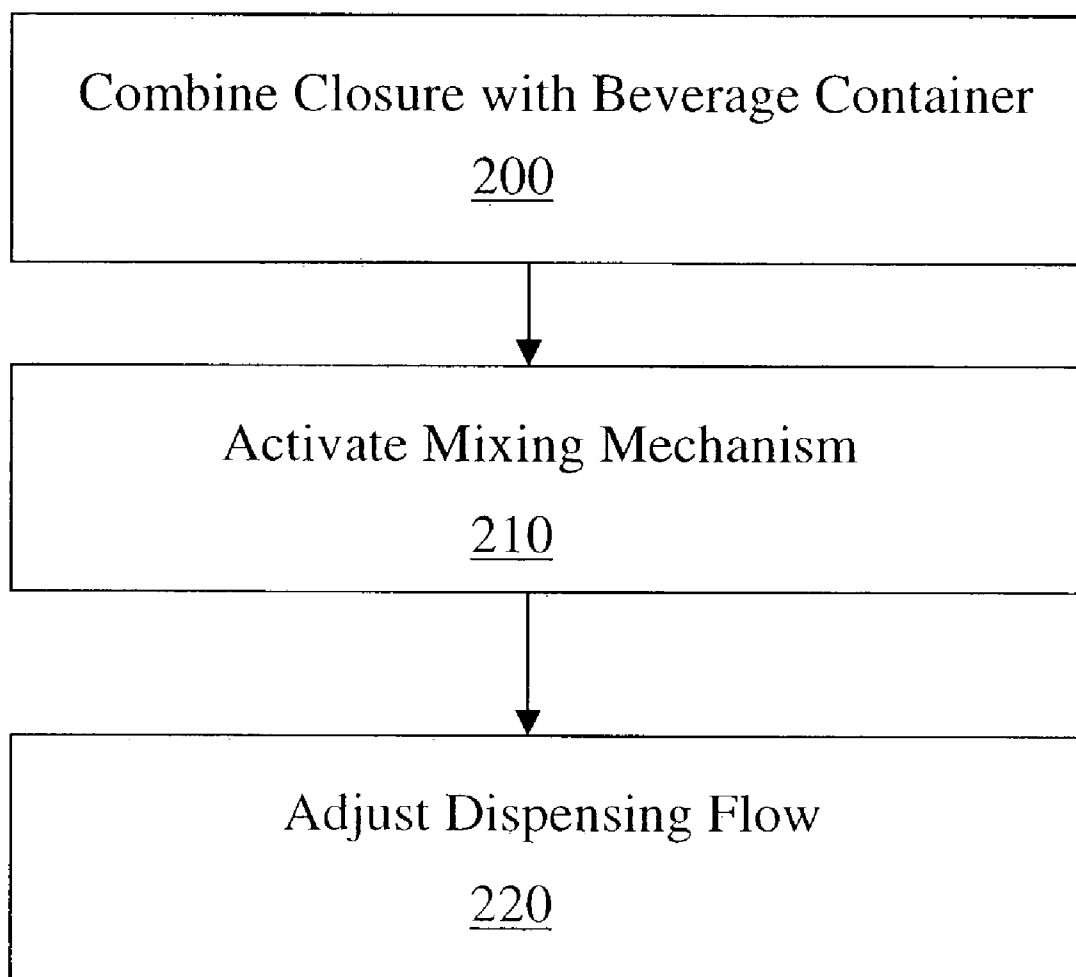 Combine Closure with Beverage Container
200
Activate Mixing Mechanism
210
Adjust Dispensing Flow
220